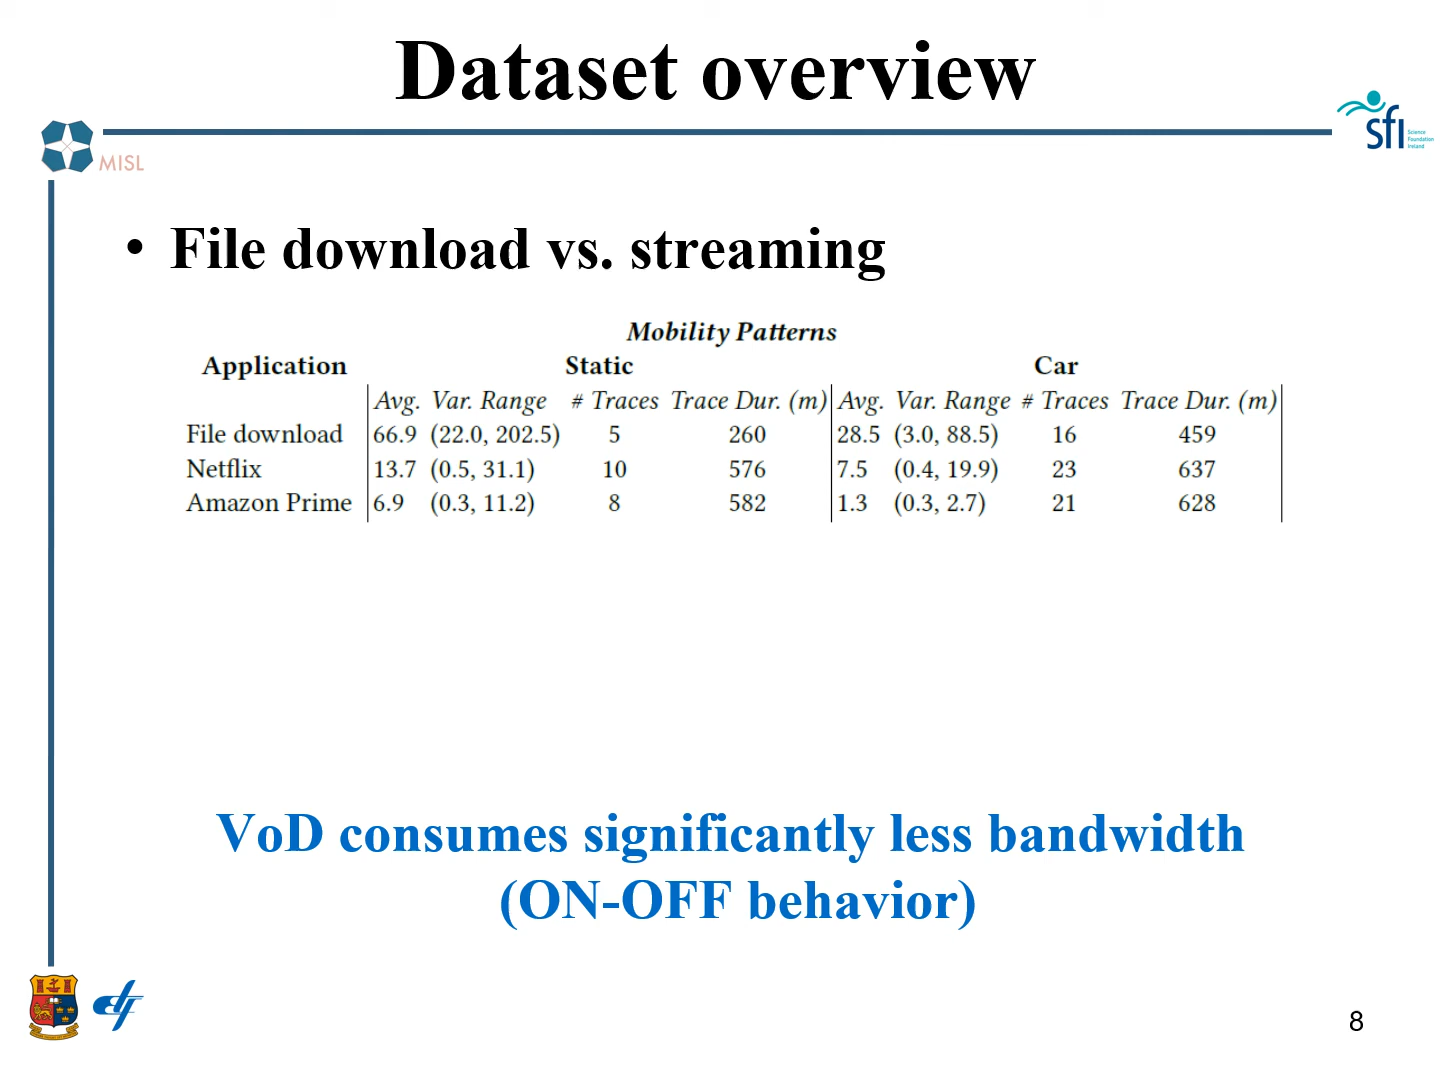 Dataset overview
MISL
sfi Science
Foundation
Ireland
• File download vs. streaming
Mobility Patterns
Application Static Car
Avg. Var. Range # Traces Trace Dur. (m) Avg. Var. Range # Traces Trace Dur. (m)
File download 66.9 (22.0, 202.5) 5 260 28.5 (3.0, 88.5) 16 459
Netflix 13.7 (0.5, 31.1) 10 576 7.5 (0.4, 19.9) 23 637
Amazon Prime 6.9 (0.3, 11.2) 8 582 1.3 (0.3, 2.7) 21 628
VoD consumes significantly less bandwidth
(ON-OFF behavior)
8